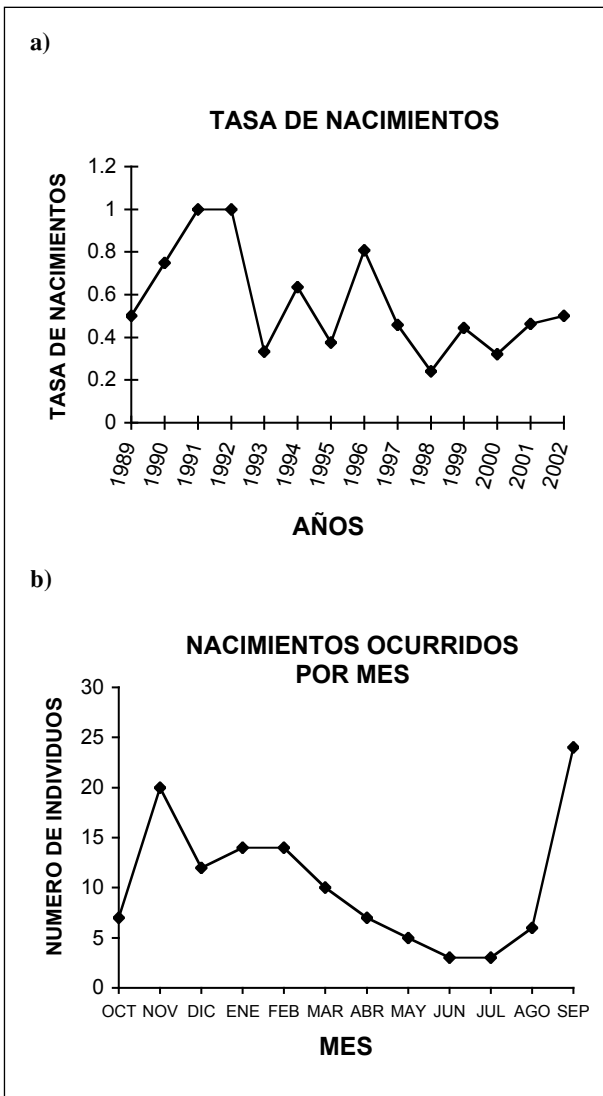 a)
TASA DE NACIMIENTOS
1.2
1
0.8
0.6
0.4
0.2
0
TASA DE NACIMIENTOS
1989 1990 1991 1992 1993 1994 1995 1996 1997 1998 1999 2000 2001 2002
AÑOS
b)
NACIMIENTOS OCURRIDOS
POR MES
30
25
20
15
10
5
0
NUMERO DE INDIVIDUOS
OCT NOV DIC ENE FEB MAR ABR MAY JUN JUL AGO SEP
MES